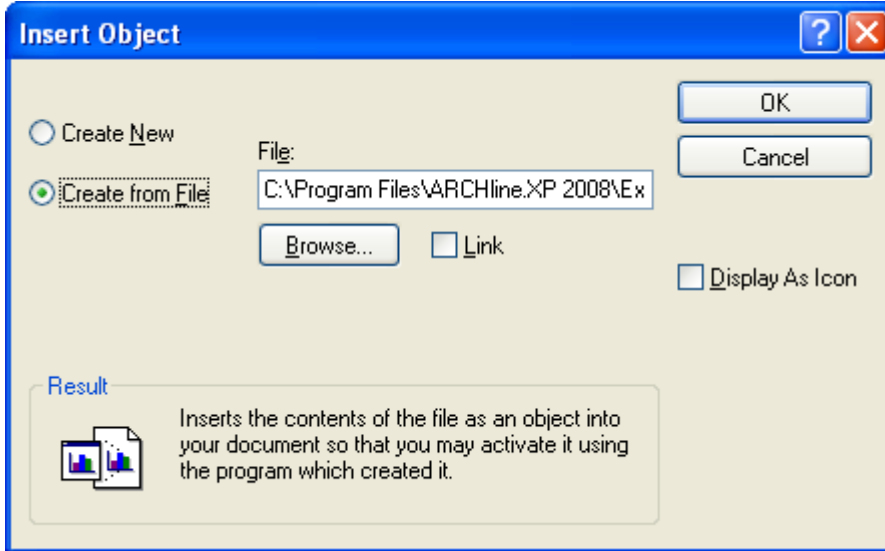 Insert Object
Create New
Create from File
File:
C:\Program Files\ARCHline.XP 2008\Ex
Browse...
Link
OK
Cancel
Display As Icon
Result
Inserts the contents of the file as an object into
your document so that you may activate it using
the program which created it.